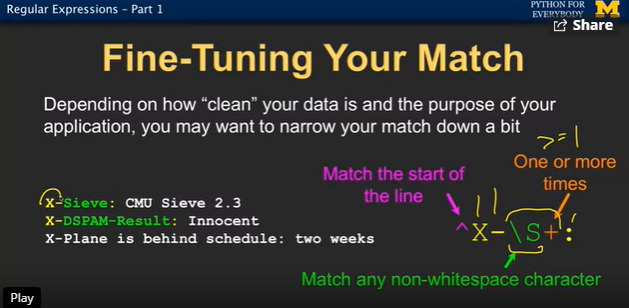 Regular Expressions - Part 1
PYTHON FOR
EVERYBODY
M
Share
Fine-Tuning Your Match
Depending on how “clean” your data is and the purpose of your
application, you may want to narrow your match down a bit
>=1
One or more
times
Match the start of
the line
X-Sieve: CMU Sieve 2.3
X-DSPAM-Result: Innocent
X-Plane is behind schedule: two weeks
^X-\S+:
Match any non-whitespace character
Play